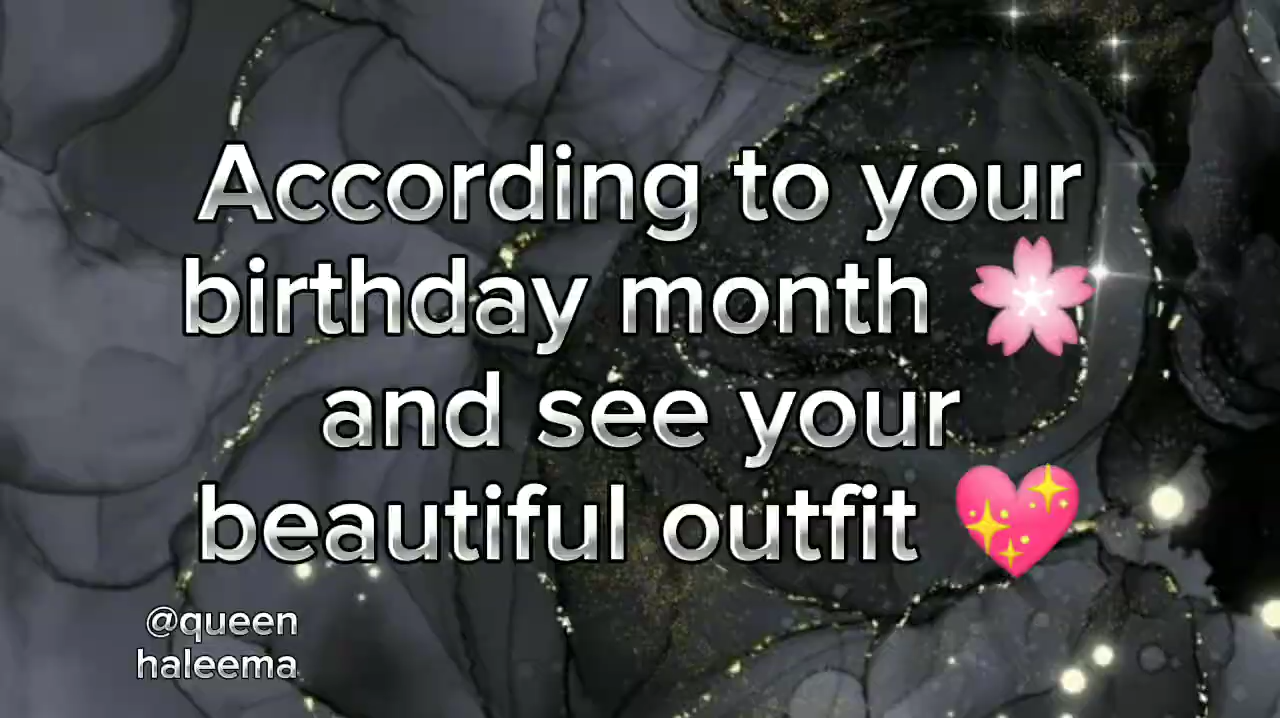 According to your
birthday month 🌸
and see your
beautiful outfit 💖
@queen
haleema